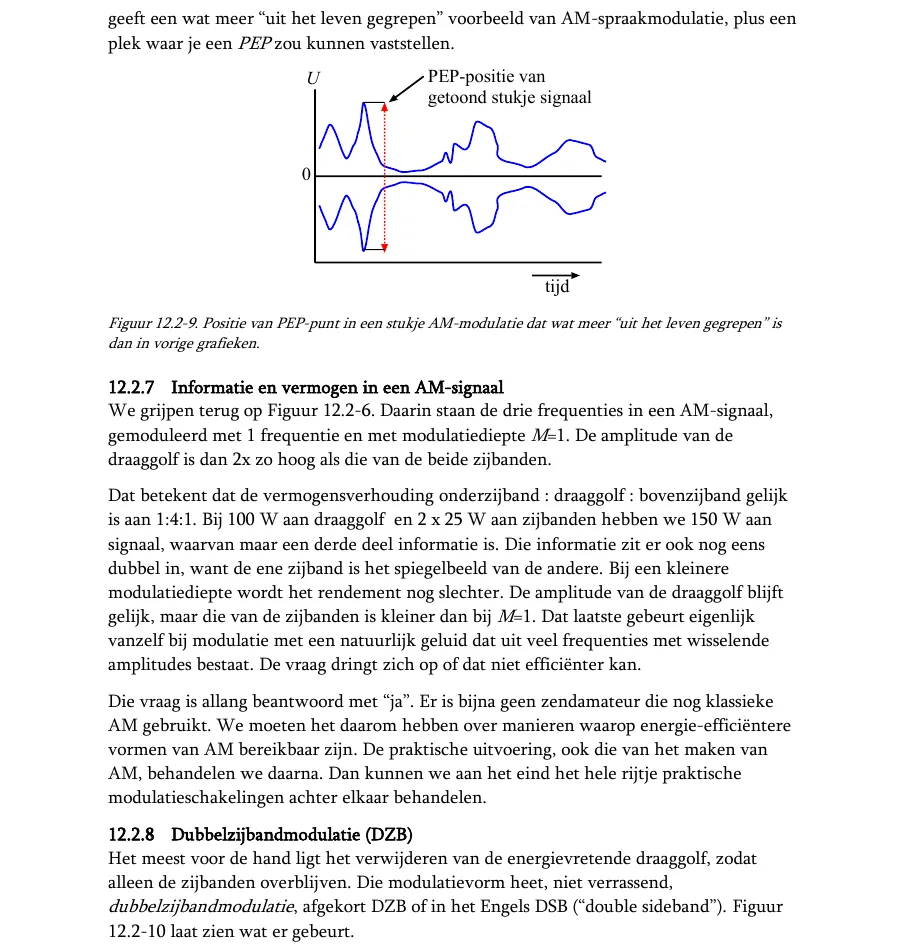 geeft een wat meer “uit het leven gegrepen” voorbeeld van AM-spraakmodulatie, plus een
plek waar je een PEP zou kunnen vaststellen.
U
PEP-positie van
getoond stukje signaal
0
tijd
Figuur 12.2-9. Positie van PEP-punt in een stukje AM-modulatie dat wat meer “uit het leven gegrepen” is
dan in vorige grafieken.
12.2.7 Informatie en vermogen in een AM-signaal
We grijpen terug op Figuur 12.2-6. Daarin staan de drie frequenties in een AM-signaal,
gemoduleerd met 1 frequentie en met modulatiediepte M=1. De amplitude van de
draaggolf is dan 2x zo hoog als die van de beide zijbanden.
Dat betekent dat de vermogensverhouding onderzijband : draaggolf : bovenzijband gelijk
is aan 1:4:1. Bij 100 W aan draaggolf en 2 x 25 W aan zijbanden hebben we 150 W aan
signaal, waarvan maar een derde deel informatie is. Die informatie zit er ook nog eens
dubbel in, want de ene zijband is het spiegelbeeld van de andere. Bij een kleinere
modulatiediepte wordt het rendement nog slechter. De amplitude van de draaggolf blijft
gelijk, maar die van de zijbanden is kleiner dan bij M=1. Dat laatste gebeurt eigenlijk
vanzelf bij modulatie met een natuurlijk geluid dat uit veel frequenties met wisselende
amplitudes bestaat. De vraag dringt zich op of dat niet efficiënter kan.
Die vraag is allang beantwoord met “ja”. Er is bijna geen zendamateur die nog klassieke
AM gebruikt. We moeten het daarom hebben over manieren waarop energie-efficiëntere
vormen van AM bereikbaar zijn. De praktische uitvoering, ook die van het maken van
AM, behandelen we daarna. Dan kunnen we aan het eind het hele rijtje praktische
modulatieschakelingen achter elkaar behandelen.
12.2.8 Dubbelzijbandmodulatie (DZB)
Het meest voor de hand ligt het verwijderen van de energievretende draaggolf, zodat
alleen de zijbanden overblijven. Die modulatievorm heet, niet verrassend,
dubbelzijbandmodulatie, afgekort DZB of in het Engels DSB (“double sideband”). Figuur
12.2-10 laat zien wat er gebeurt.